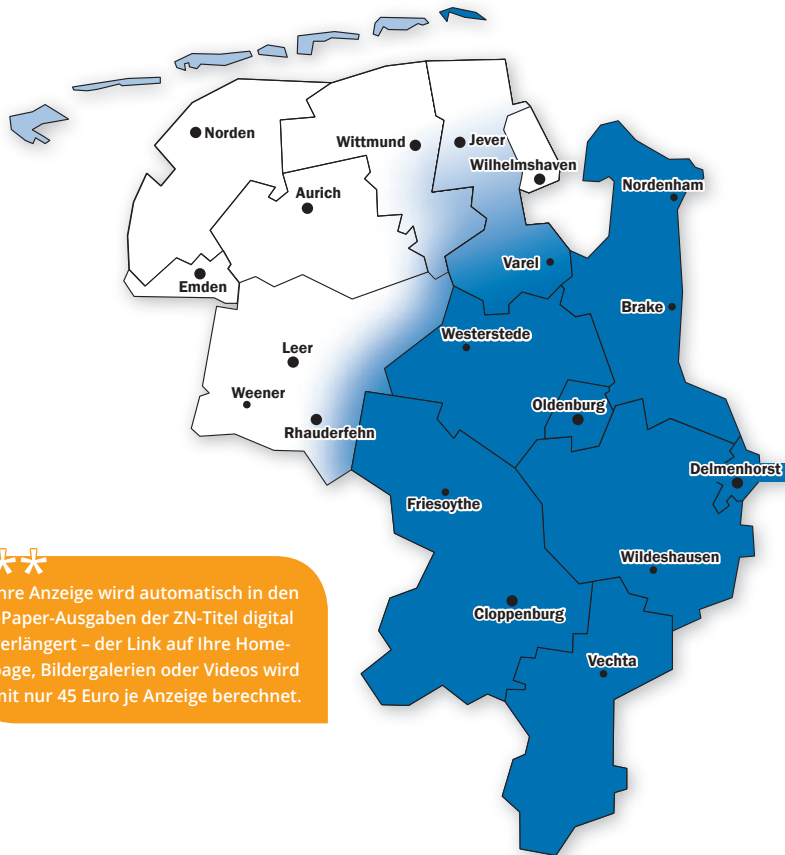 Norden
Wittmund
Jever
Wilhelmshaven
Nordenham
Aurich
Varel
Emden
Brake
Westerstede
Leer
Weener
Oldenburg
Rhauderfehn
Delmenhorst
Friesoythe
Wildeshausen
Cloppenburg
Vechta
**
hre Anzeige wird automatisch in den
-Paper-Ausgaben der ZN-Titel digital
erlängert – der Link auf Ihre Home-
page, Bildergalerien oder Videos wird
mit nur 45 Euro je Anzeige berechnet.